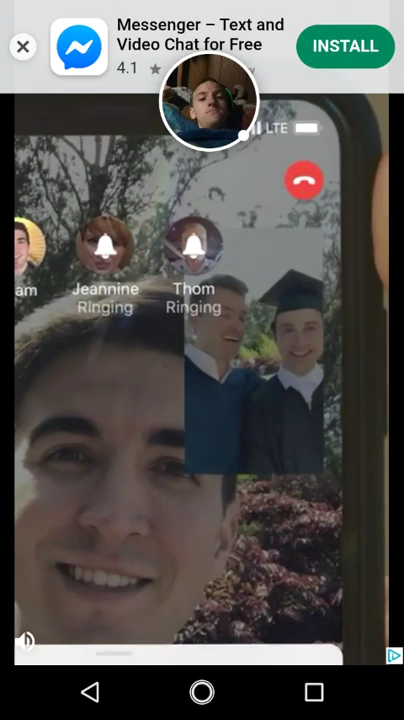 Messenger – Text and
Video Chat for Free
4.1
INSTALL
LTE
am
Jeannine
Ringing
Thom
Ringing